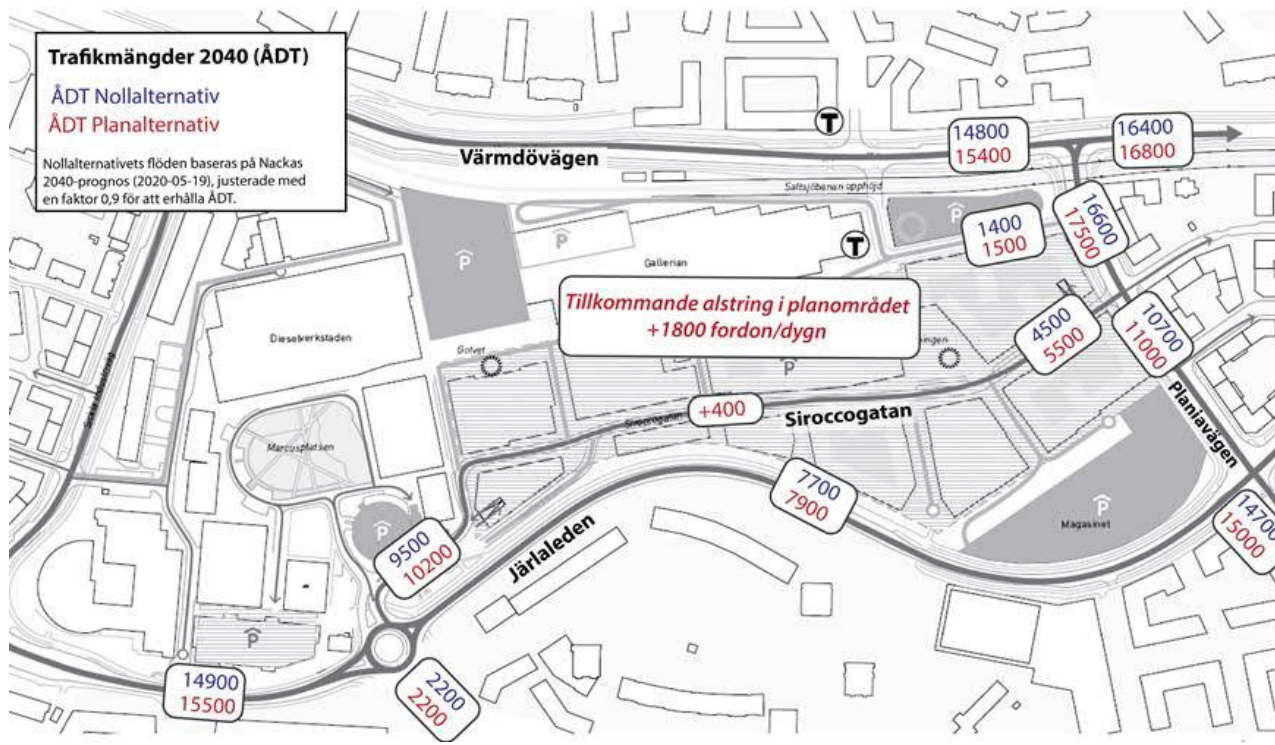 Trafikmängder 2040 (ÅDT)
ÅDT Nollalternativ
ÅDT Planalternativ
Nollalternativets flöden baseras på Nackas
2040-prognos (2020-05-19), justerade med
en faktor 0,9 för att erhålla ÅDT.
Värmdövägen
T
14800
15400
16400
16800
Saltsjöbanan upphöjd
P
P
P
T
1400
1500
16600
17500
Gallerian
Tillkommande alstring i planområdet
+1800 fordon/dygn
Dieselverkstaden
Golvet
P
ningen
4500
5500
10700
11000
Planiavägen
+400
Siroccogatan
Siroccogatan
Marcusplatsen
7700
7900
P
Magasinet
14700
15000
P
9500
10200
Järlaleden
P
14900
15500
2200
2200